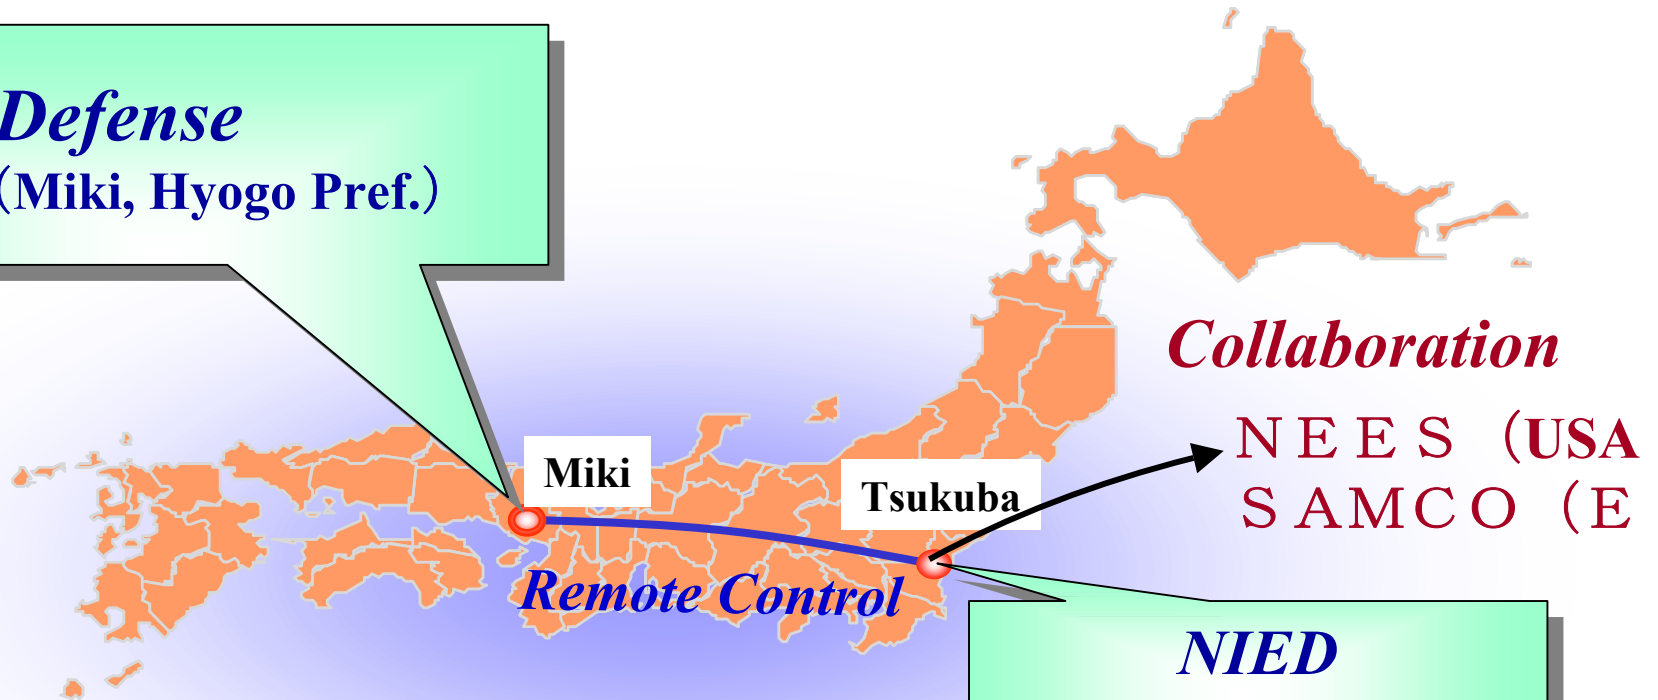 Defense
（Miki, Hyogo Pref.）
Collaboration
ＮＥＥＳ（USA
ＳＡＭＣＯ（Ｅ
Miki
Tsukuba
Remote Control
NIED